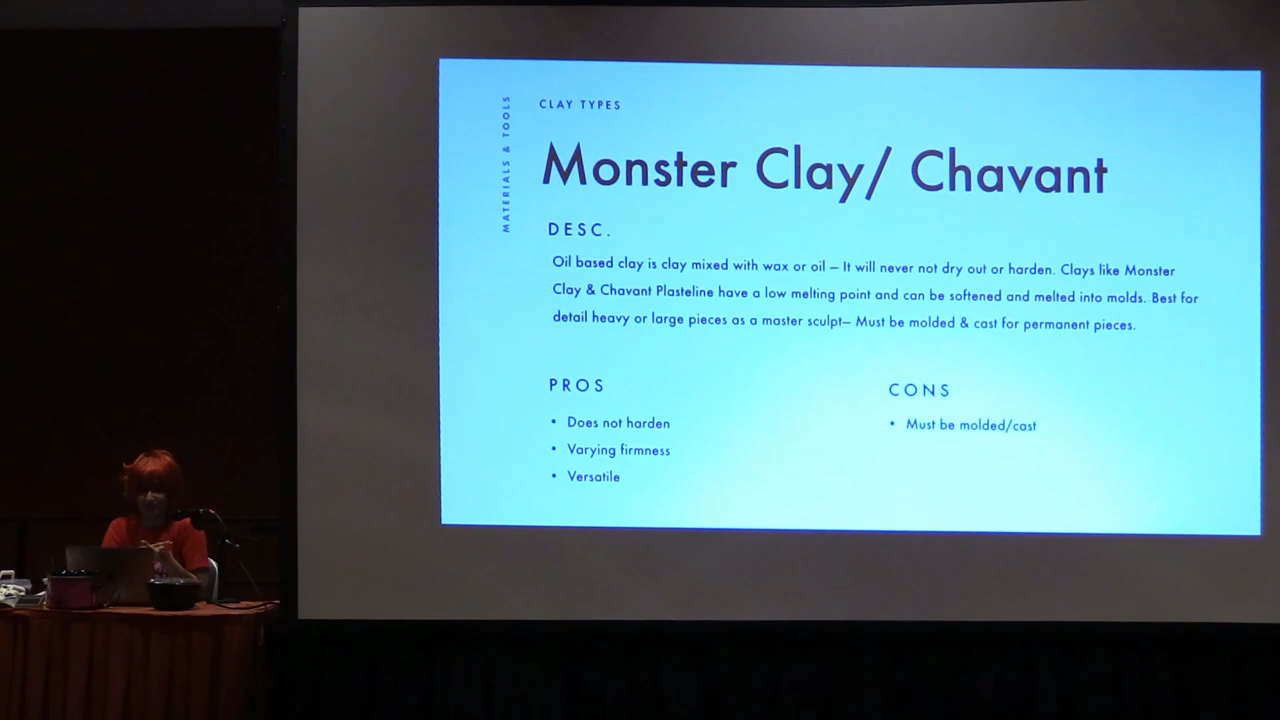 MATERIALS & TOOLS
CLAY TYPES
Monster Clay/ Chavant
DESC.
Oil based clay is clay mixed with wax or oil – It will never not dry out or harden. Clays like Monster
Clay & Chavant Plasteline have a low melting point and can be softened and melted into molds. Best for
detail heavy or large pieces as a master sculpt– Must be molded & cast for permanent pieces.
PROS
• Does not harden
• Varying firmness
• Versatile
CONS
• Must be molded/cast